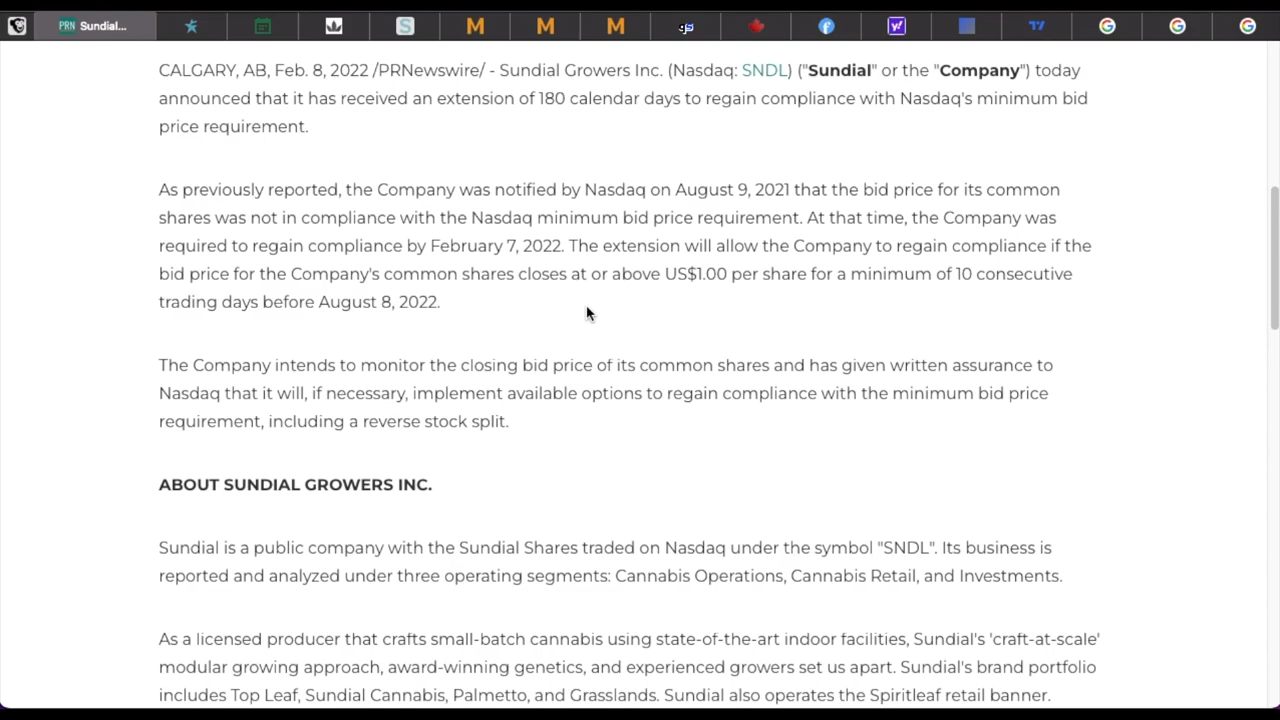 PRN Sundial...
CALGARY, AB, Feb. 8, 2022 /PRNewswire/ - Sundial Growers Inc. (Nasdaq: SNDL) ("Sundial" or the "Company") today
announced that it has received an extension of 180 calendar days to regain compliance with Nasdaq's minimum bid
price requirement.
As previously reported, the Company was notified by Nasdaq on August 9, 2021 that the bid price for its common
shares was not in compliance with the Nasdaq minimum bid price requirement. At that time, the Company was
required to regain compliance by February 7, 2022. The extension will allow the Company to regain compliance if the
bid price for the Company's common shares closes at or above US$1.00 per share for a minimum of 10 consecutive
trading days before August 8, 2022.
The Company intends to monitor the closing bid price of its common shares and has given written assurance to
Nasdaq that it will, if necessary, implement available options to regain compliance with the minimum bid price
requirement, including a reverse stock split.
ABOUT SUNDIAL GROWERS INC.
Sundial is a public company with the Sundial Shares traded on Nasdaq under the symbol "SNDL". Its business is
reported and analyzed under three operating segments: Cannabis Operations, Cannabis Retail, and Investments.
As a licensed producer that crafts small-batch cannabis using state-of-the-art indoor facilities, Sundial's 'craft-at-scale'
modular growing approach, award-winning genetics, and experienced growers set us apart. Sundial's brand portfolio
includes Top Leaf, Sundial Cannabis, Palmetto, and Grasslands. Sundial also operates the Spiritleaf retail banner.